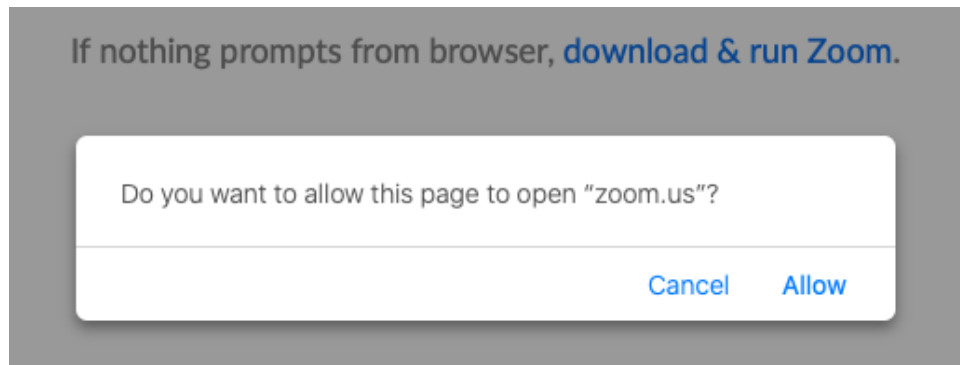 If nothing prompts from browser, download & run Zoom.
Do you want to allow this page to open “zoom.us”?
Cancel Allow